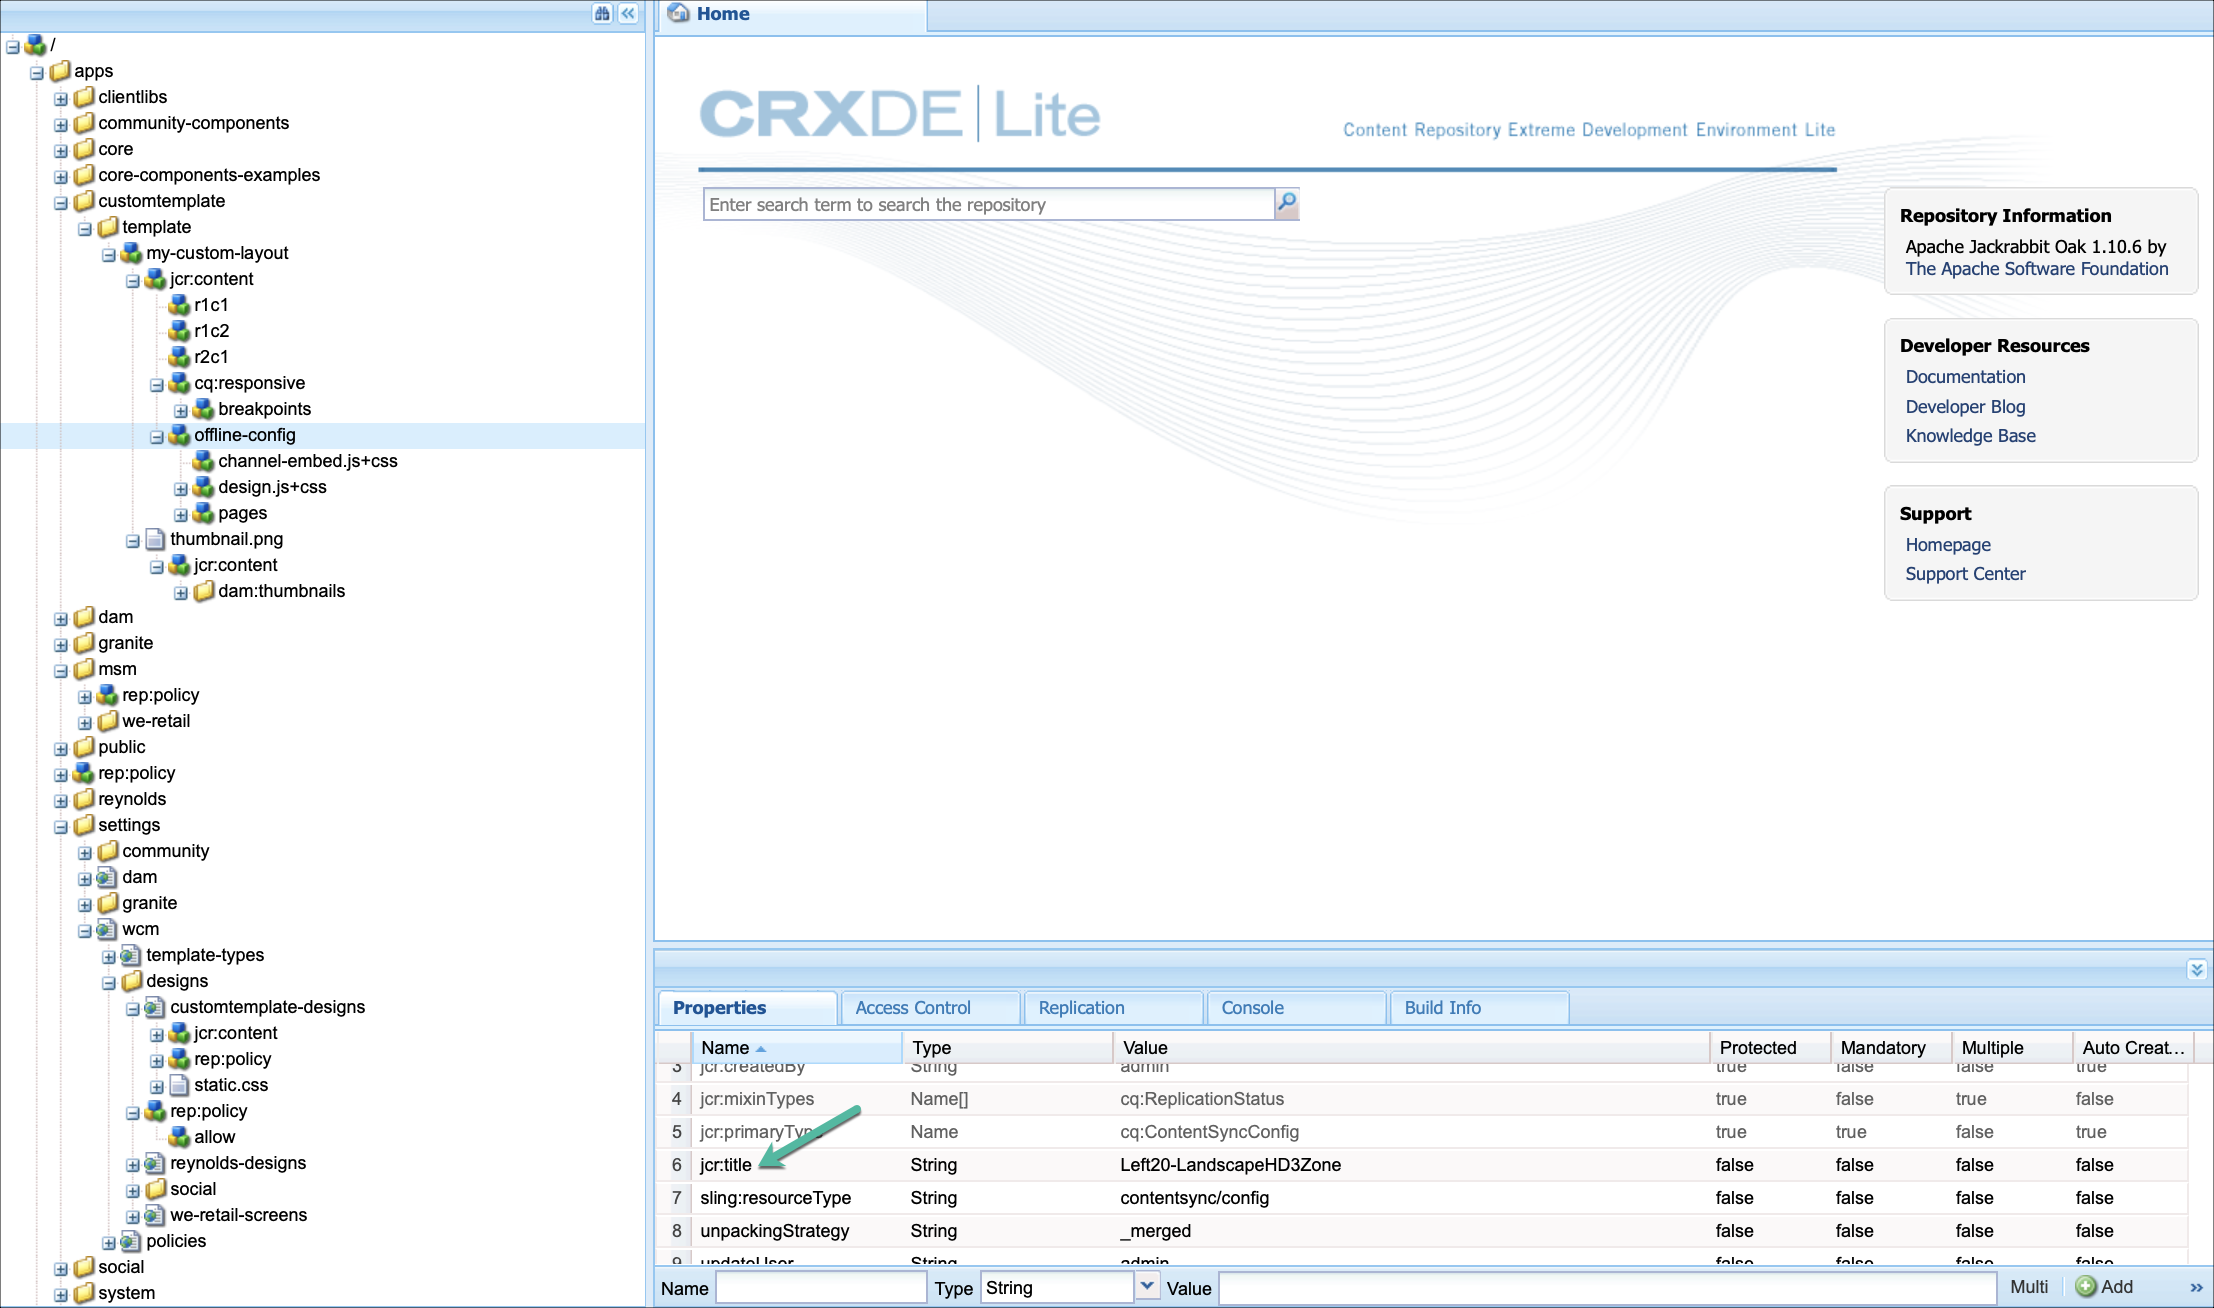 /
apps
clientlibs
community-components
core
core-components-examples
customtemplate
template
my-custom-layout
jcr:content
r1c1
r1c2
r2c1
cq:responsive
breakpoints
offline-config
channel-embed.js+css
design.js+css
pages
thumbnail.png
jcr:content
dam:thumbnails
dam
granite
msm
rep:policy
we-retail
public
rep:policy
reynolds
settings
community
dam
granite
wcm
template-types
designs
customtemplate-designs
jcr:content
rep:policy
static.css
rep:policy
allow
reynolds-designs
social
we-retail-screens
policies
social
system
Home
CRXDE Lite
Content Repository Extreme Development Environment Lite
Enter search term to search the repository
Repository Information
Apache Jackrabbit Oak 1.10.6 by
The Apache Software Foundation
Developer Resources
Documentation
Developer Blog
Knowledge Base
Support
Homepage
Support Center
Properties Access Control Replication Console Build Info
Name Type Value Protected Mandatory Multiple Auto Creat...
3 jcr:createdBy String admin true false false true
4 jcr:mixinTypes Name[] cq:ReplicationStatus true false true false
5 jcr:primaryType Name cq:ContentSyncConfig true true false true
6 jcr:title String Left20-LandscapeHD3Zone false false false false
7 sling:resourceType String contentsync/config false false false false
8 unpackingStrategy String _merged false false false false
9 updateUser String admin false false false false
Name Type String Value Multi Add »